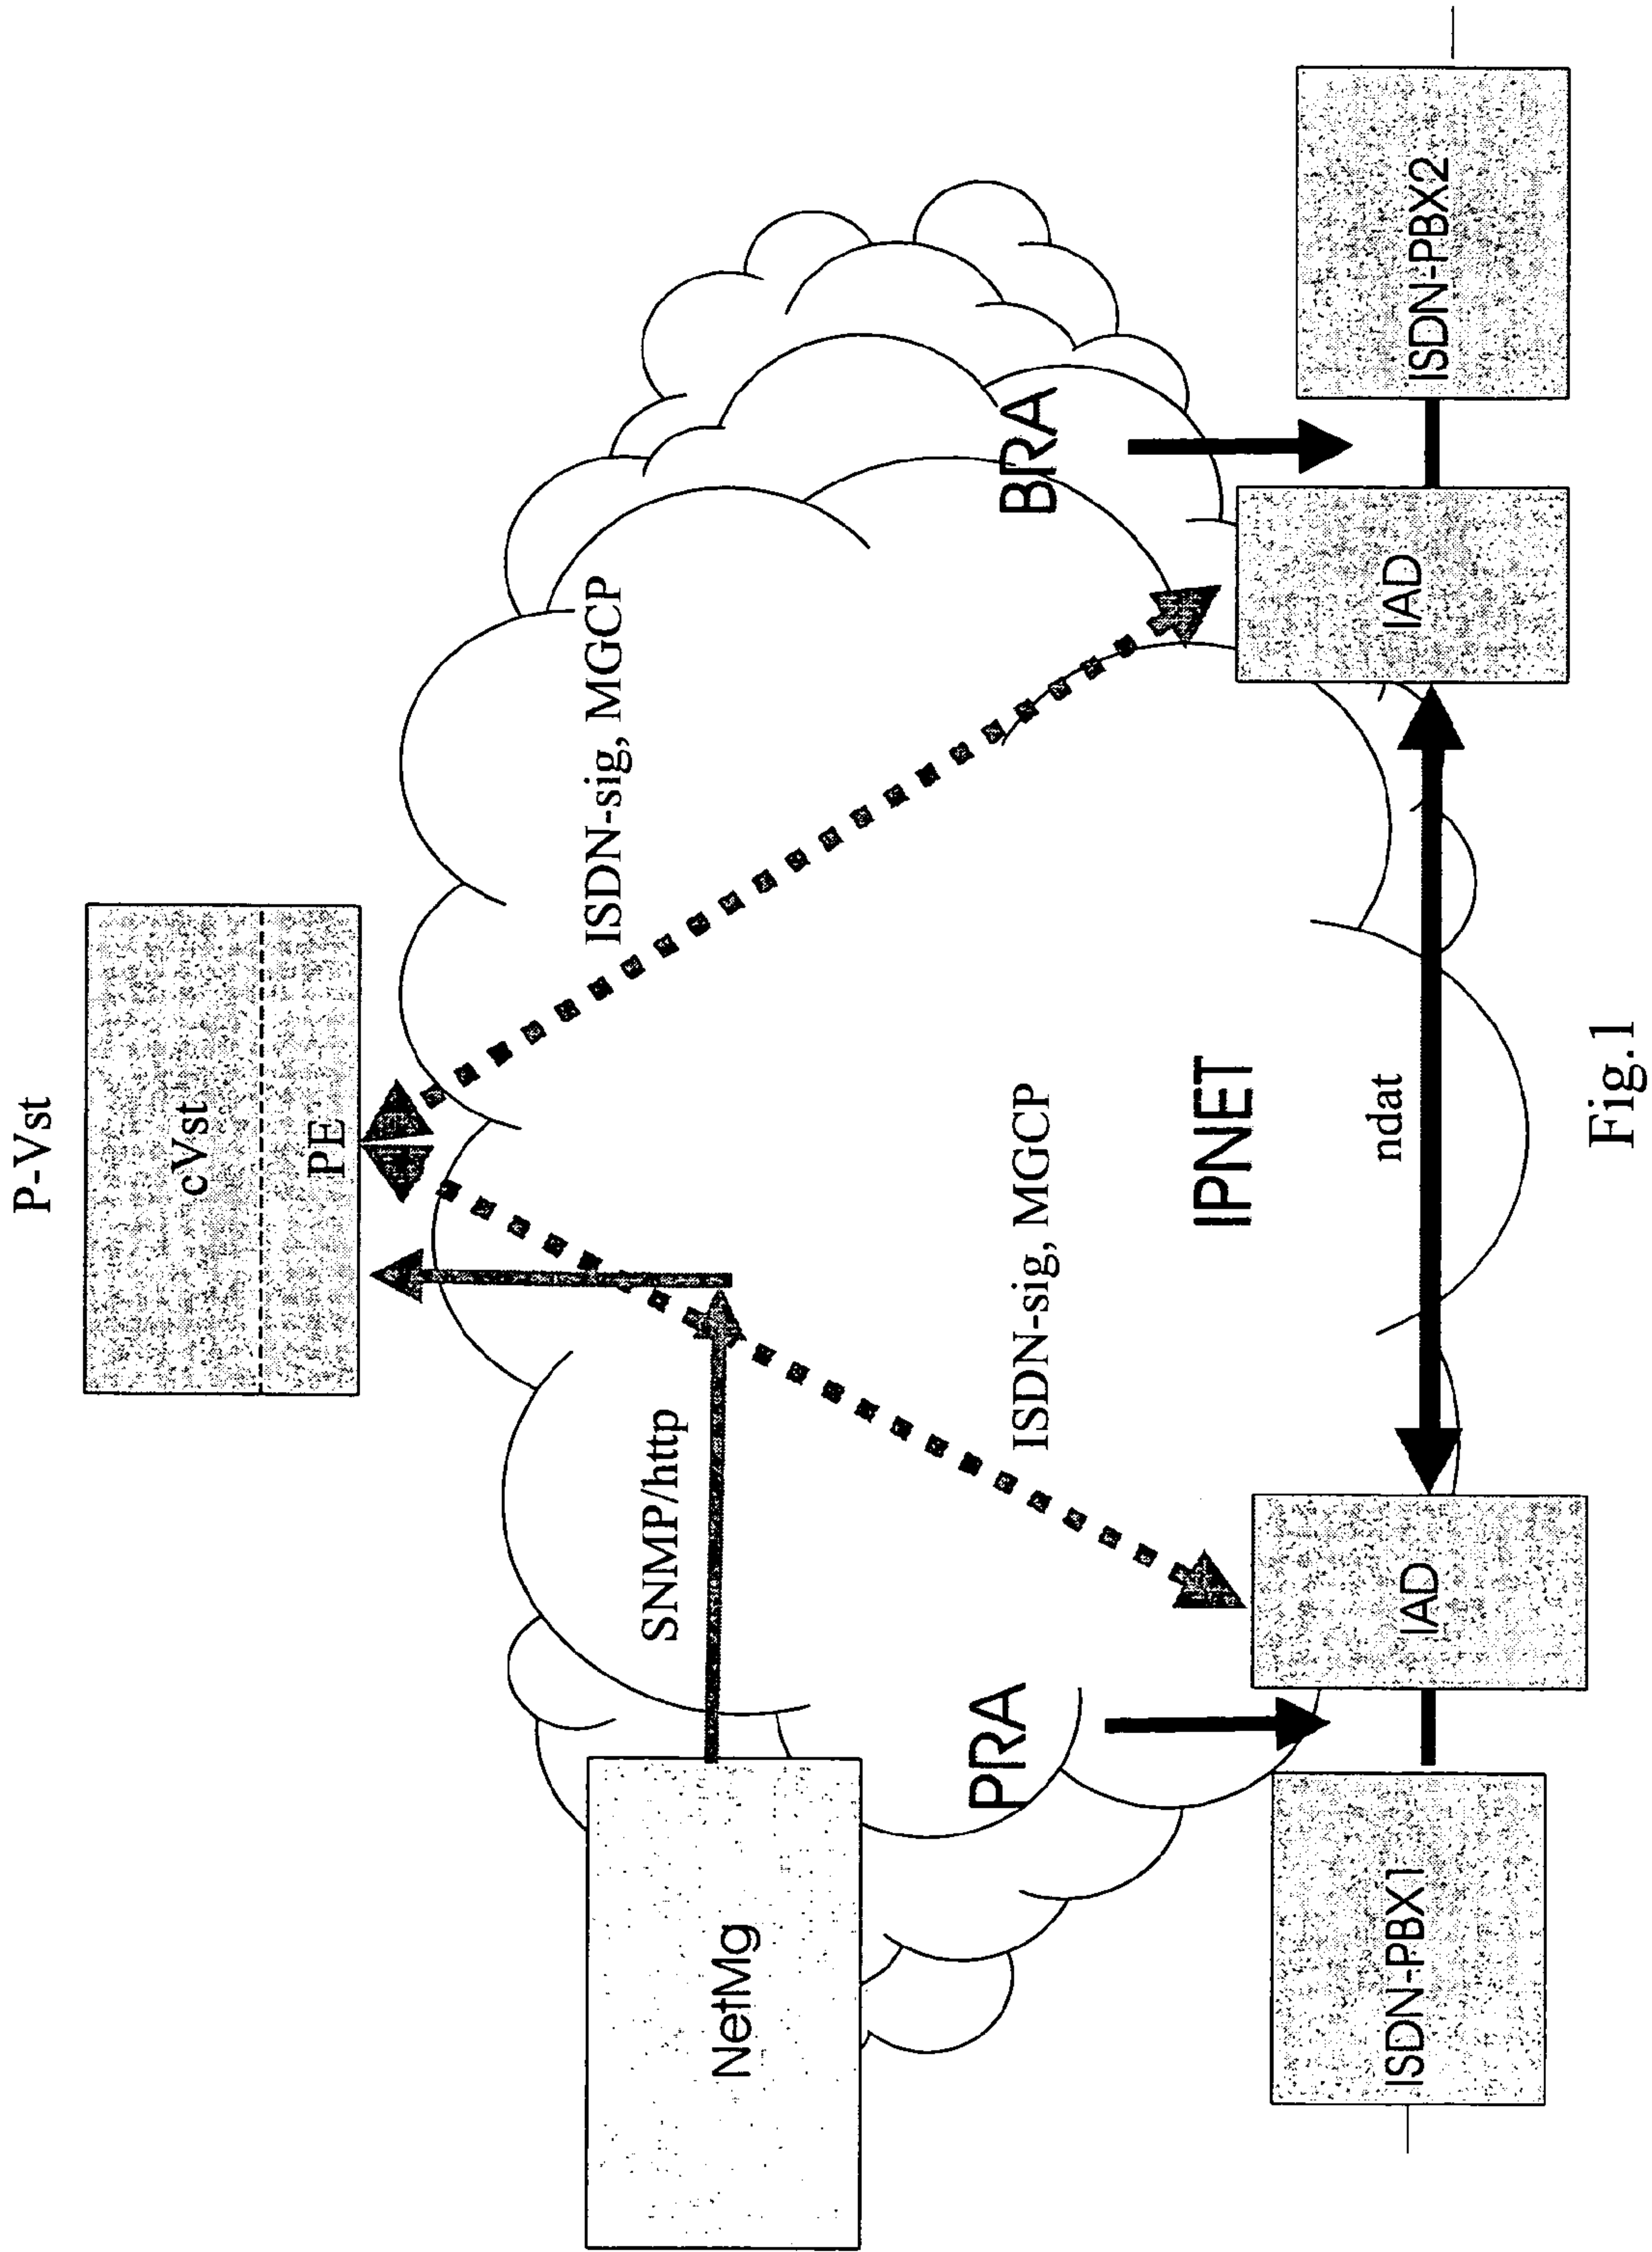 P-Vst
cVst
PE
ISDN-sig, MGCP
SNMP/http
NetMg
ISDN-sig, MGCP
PRA
BRA
IPNET
ndat
ISDN-PBX1
IAD
IAD
ISDN-PBX2
Fig.1